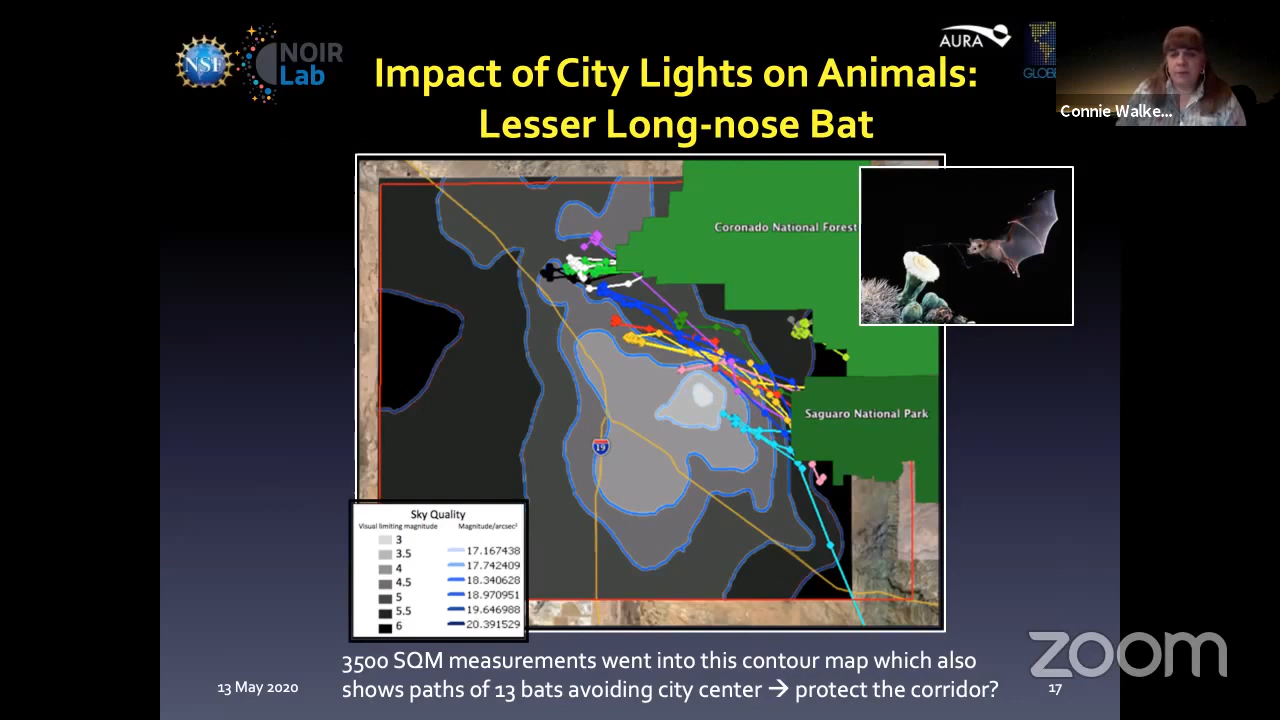 NSF
NOIR
Lab
AURA
GLOBE
Connie Walke...
Impact of City Lights on Animals:
Lesser Long-nose Bat
Coronado National Forest
Saguaro National Park
19
Sky Quality
Visual limiting magnitude Magnitude/arcsec²
3
3.5
4
4.5
5
5.5
6
17.167438
17.742409
18.340628
18.970951
19.646988
20.391529
3500 SQM measurements went into this contour map which also
shows paths of 13 bats avoiding city center → protect the corridor?
13 May 2020
17
zoom